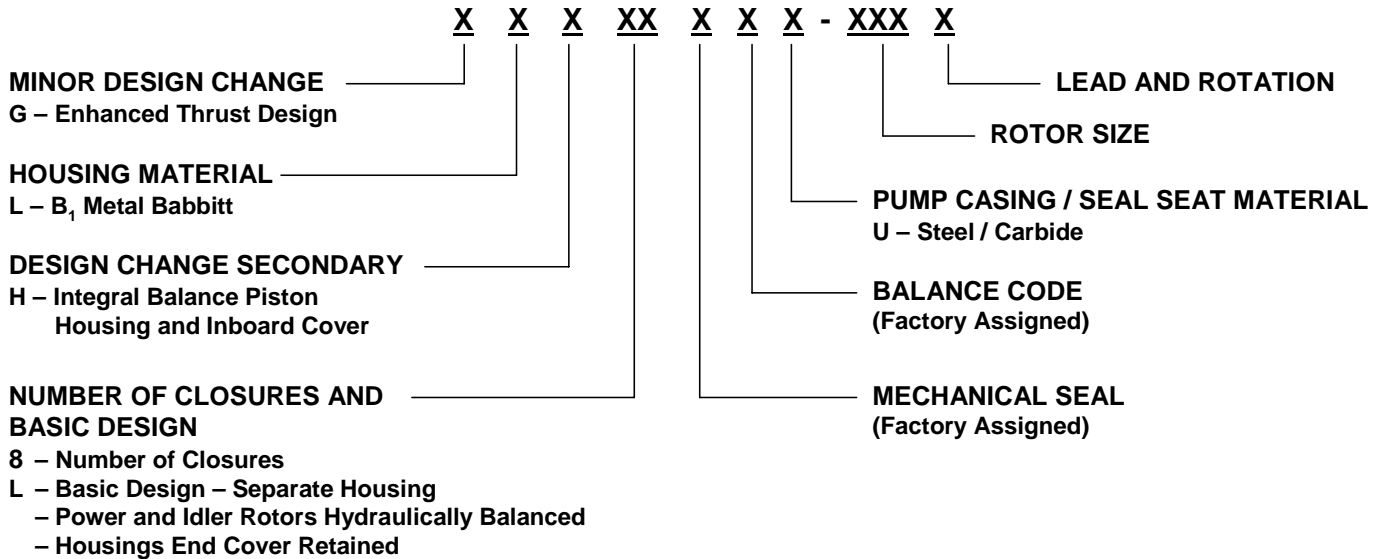 X X X XX X X X - XXX X
MINOR DESIGN CHANGE
G – Enhanced Thrust Design
HOUSING MATERIAL
L – B₁ Metal Babbitt
DESIGN CHANGE SECONDARY
H – Integral Balance Piston
Housing and Inboard Cover
NUMBER OF CLOSURES AND
BASIC DESIGN
8 – Number of Closures
L – Basic Design – Separate Housing
– Power and Idler Rotors Hydraulically Balanced
– Housings End Cover Retained
LEAD AND ROTATION
ROTOR SIZE
PUMP CASING / SEAL SEAT MATERIAL
U – Steel / Carbide
BALANCE CODE
(Factory Assigned)
MECHANICAL SEAL
(Factory Assigned)